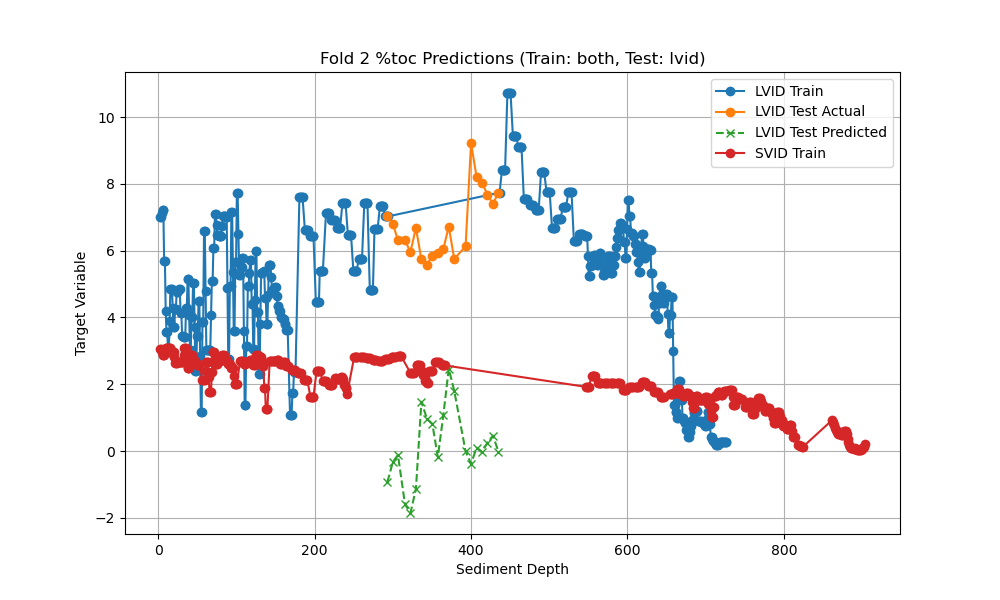 Fold 2 %toc Predictions (Train: both, Test: lvid)
LVID Train
LVID Test Actual
LVID Test Predicted
SVID Train
Target Variable
10
8
6
4
2
0
−2
0 200 400 600 800
Sediment Depth